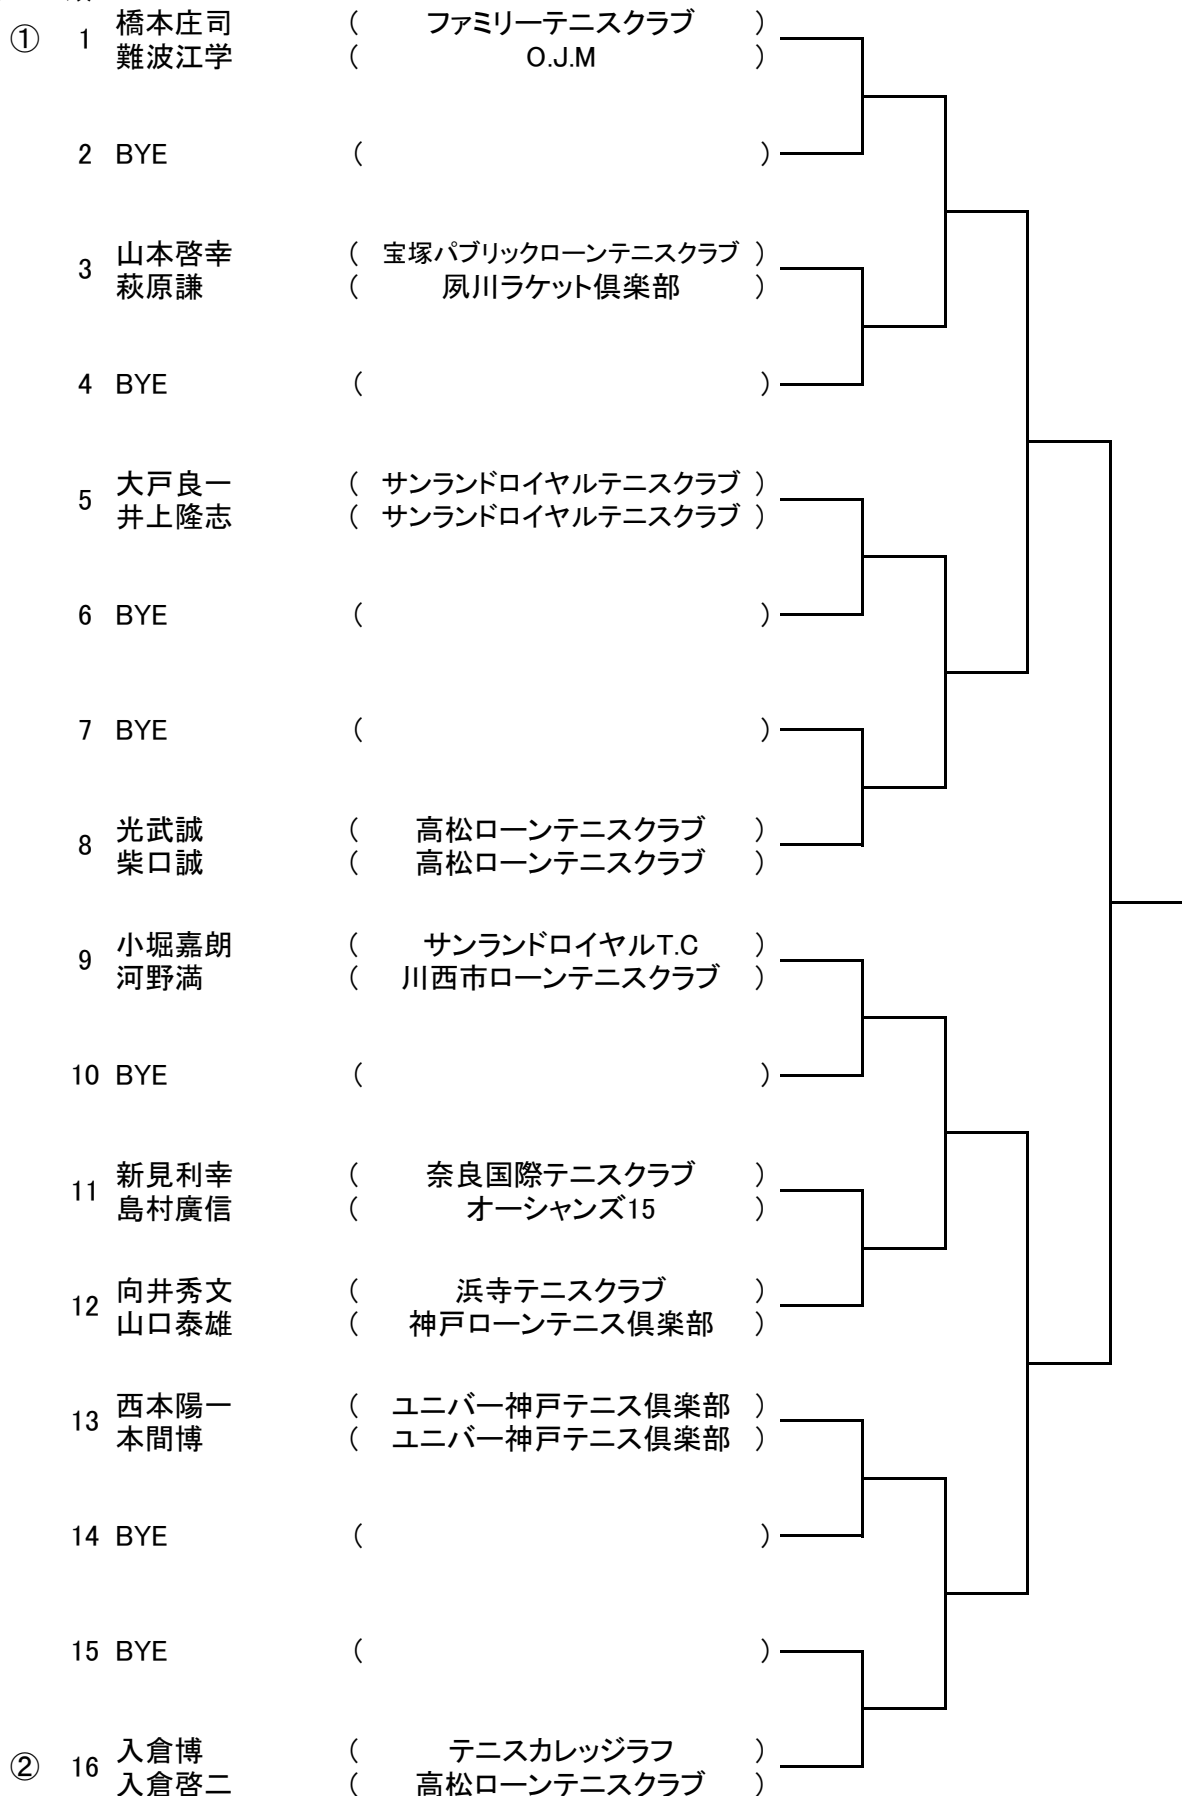 ① 1 橋本庄司 ( ファミリーテニスクラブ )
難波江学 ( O.J.M )
2 BYE ( )
3 山本啓幸 ( 宝塚パブリックローンテニスクラブ )
萩原謙 ( 夙川ラケット倶楽部 )
4 BYE ( )
5 大戸良一 ( サンランドロイヤルテニスクラブ )
井上隆志 ( サンランドロイヤルテニスクラブ )
6 BYE ( )
7 BYE ( )
8 光武誠 ( 高松ローンテニスクラブ )
柴口誠 ( 高松ローンテニスクラブ )
9 小堀嘉朗 ( サンランドロイヤルT.C )
河野満 ( 川西市ローンテニスクラブ )
10 BYE ( )
11 新見利幸 ( 奈良国際テニスクラブ )
島村廣信 ( オーシャンズ15 )
12 向井秀文 ( 浜寺テニスクラブ )
山口泰雄 ( 神戸ローンテニス倶楽部 )
13 西本陽一 ( ユニバー神戸テニス倶楽部 )
本間博 ( ユニバー神戸テニス倶楽部 )
14 BYE ( )
15 BYE ( )
② 16 入倉博 ( テニスカレッジラフ )
入倉啓二 ( 高松ローンテニスクラブ )